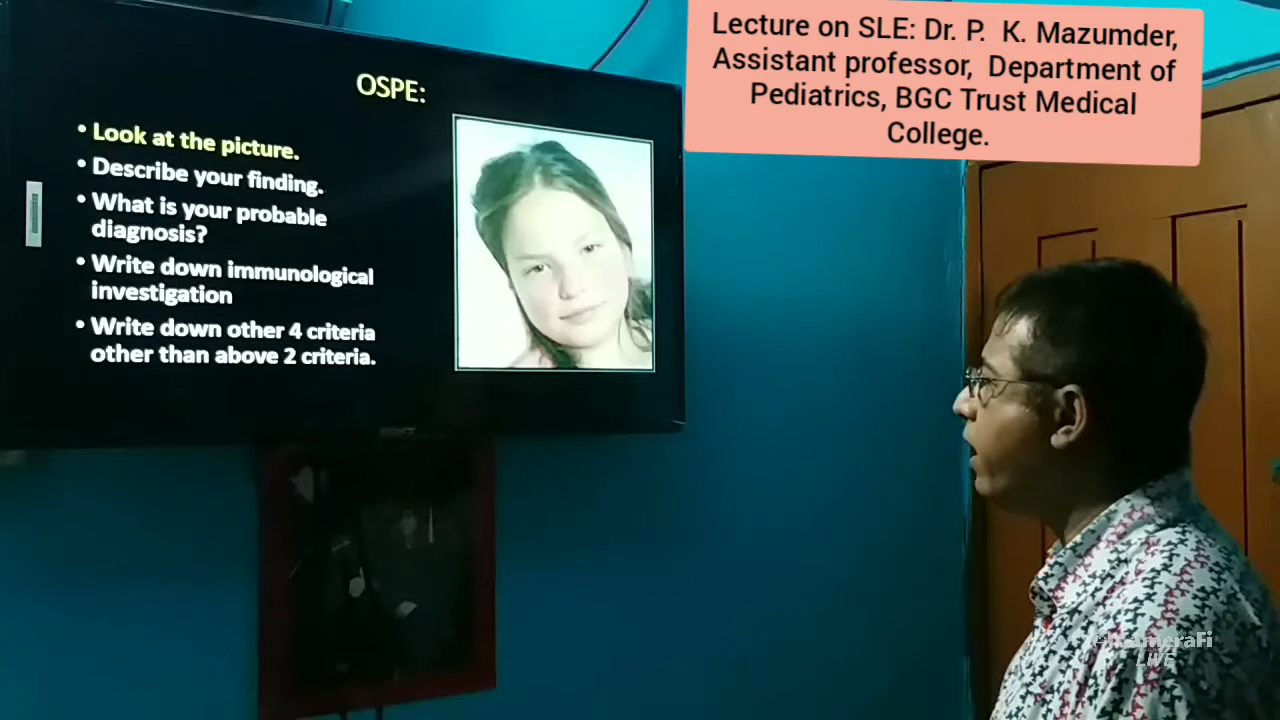 Lecture on SLE: Dr. P. K. Mazumder,
Assistant professor, Department of
Pediatrics, BGC Trust Medical
College.
OSPE:
• Look at the picture.
• Describe your finding.
• What is your probable
diagnosis?
• Write down immunological
investigation
• Write down other 4 criteria
other than above 2 criteria.
CameraFi
LIVE